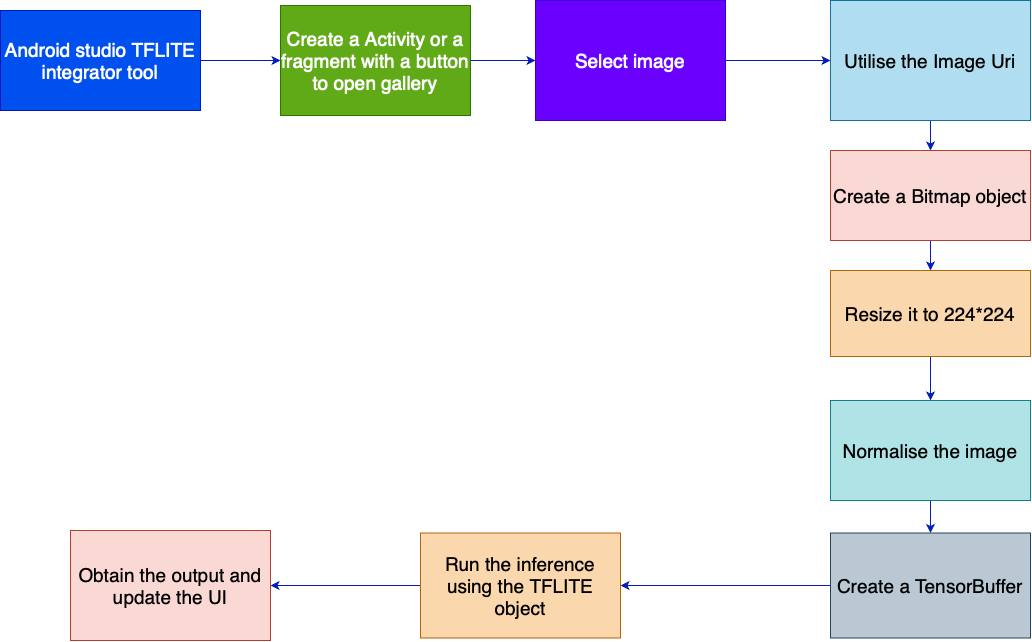 Android studio TFLITE
integrator tool
Create a Activity or a
fragment with a button
to open gallery
Select image
Utilise the Image Uri
Create a Bitmap object
Resize it to 224*224
Normalise the image
Create a TensorBuffer
Run the inference
using the TFLITE
object
Obtain the output and
update the UI